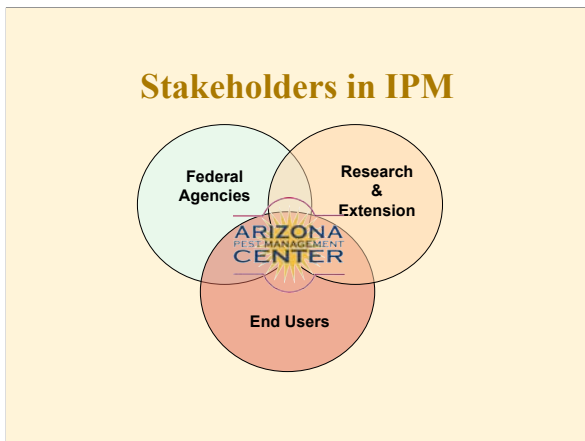 Stakeholders in IPM
Federal
Agencies
Research
&
Extension
ARIZONA
PEST MANAGEMENT
CENTER
End Users